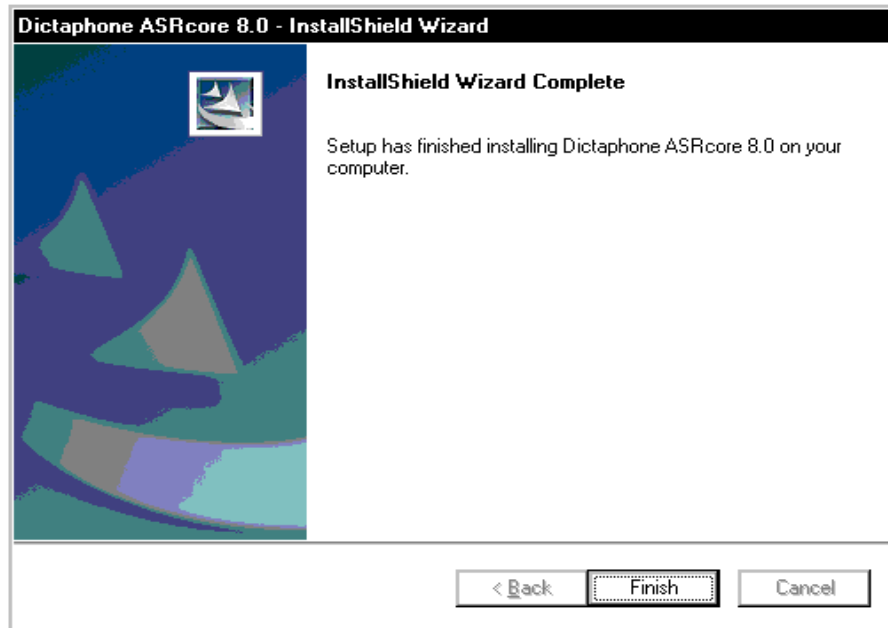 Dictaphone ASRcore 8.0 - InstallShield Wizard
InstallShield Wizard Complete
Setup has finished installing Dictaphone ASRcore 8.0 on your
computer.
< Back
Finish
Cancel